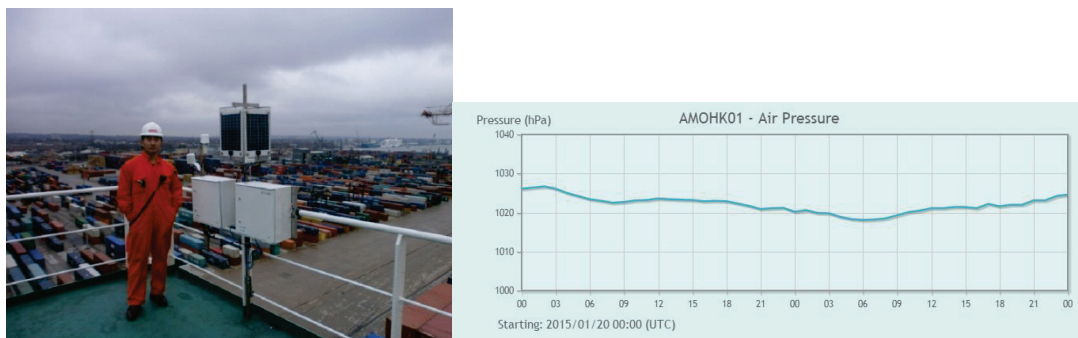 Pressure (hPa)
AMOHK01 - Air Pressure
1040
1030
1020
1010
1000
00 03 06 09 12 15 18 21 00 03 06 09 12 15 18 21 00
Starting: 2015/01/20 00:00 (UTC)